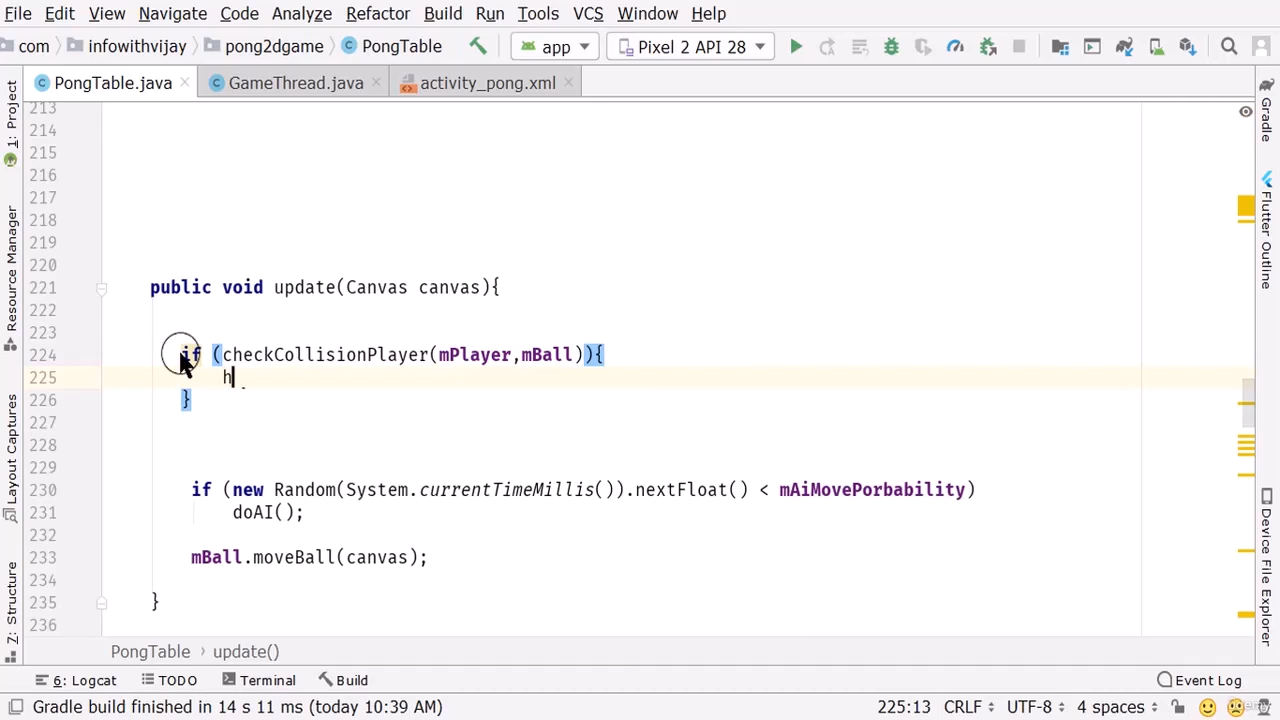 File Edit View Navigate Code Analyze Refactor Build Run Tools VCS Window Help
com infowithvijay pong2dgame PongTable app Pixel 2 API 28
PongTable.java GameThread.java activity_pong.xml
1: Project
Resource Manager
Layout Captures
7: Structure
213
214
215
216
217
218
219
220
221 public void update(Canvas canvas){
222
223
224 if (checkCollisionPlayer(mPlayer,mBall)){
225 h
226 }
227
228
229
230 if (new Random(System.currentTimeMillis()).nextFloat() < mAiMovePorbability)
231 doAI();
232
233 mBall.moveBall(canvas);
234
235 }
236
Gradle
Flutter Outline
Device File Explorer
PongTable update()
6: Logcat TODO Terminal Build Event Log
Gradle build finished in 14 s 11 ms (today 10:39 AM) 225:13 CRLF UTF-8 4 spaces